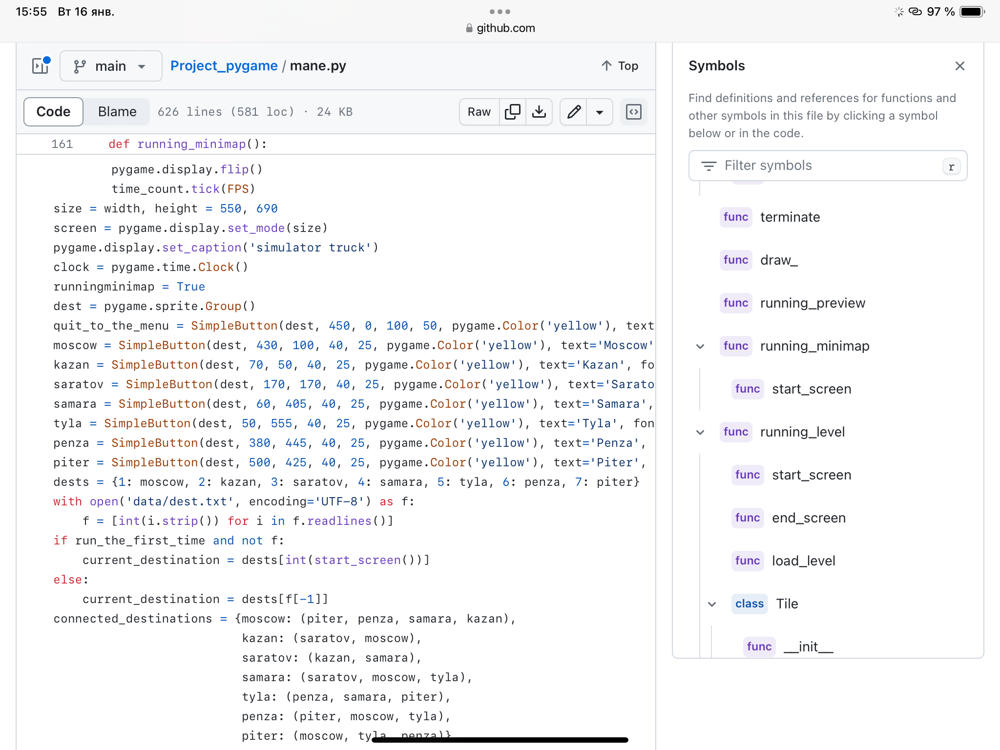 15:55 Вт 16 янв.
97 %
github.com
main
Project_pygame / mane.py
Top
Code
Blame
626 lines (581 loc) · 24 KB
Raw
161 def running_minimap():
pygame.display.flip()
time_count.tick(FPS)
size = width, height = 550, 690
screen = pygame.display.set_mode(size)
pygame.display.set_caption('simulator truck')
clock = pygame.time.Clock()
runningminimap = True
dest = pygame.sprite.Group()
quit_to_the_menu = SimpleButton(dest, 450, 0, 100, 50, pygame.Color('yellow'), text
moscow = SimpleButton(dest, 430, 100, 40, 25, pygame.Color('yellow'), text='Moscow'
kazan = SimpleButton(dest, 70, 50, 40, 25, pygame.Color('yellow'), text='Kazan', fo
saratov = SimpleButton(dest, 170, 170, 40, 25, pygame.Color('yellow'), text='Sarato
samara = SimpleButton(dest, 60, 405, 40, 25, pygame.Color('yellow'), text='Samara',
tyla = SimpleButton(dest, 50, 555, 40, 25, pygame.Color('yellow'), text='Tyla', fon
penza = SimpleButton(dest, 380, 445, 40, 25, pygame.Color('yellow'), text='Penza',
piter = SimpleButton(dest, 500, 425, 40, 25, pygame.Color('yellow'), text='Piter',
dests = {1: moscow, 2: kazan, 3: saratov, 4: samara, 5: tyla, 6: penza, 7: piter}
with open('data/dest.txt', encoding='UTF-8') as f:
f = [int(i.strip()) for i in f.readlines()]
if run_the_first_time and not f:
current_destination = dests[int(start_screen())]
else:
current_destination = dests[f[-1]]
connected_destinations = {moscow: (piter, penza, samara, kazan),
kazan: (saratov, moscow),
saratov: (kazan, samara),
samara: (saratov, moscow, tyla),
tyla: (penza, samara, piter),
penza: (piter, moscow, tyla),
piter: (moscow, tyla, penza)}
Symbols
Find definitions and references for functions and
other symbols in this file by clicking a symbol
below or in the code.
Filter symbols
r
func terminate
func draw_
func running_preview
func running_minimap
func start_screen
func running_level
func start_screen
func end_screen
func load_level
class Tile
func __init__